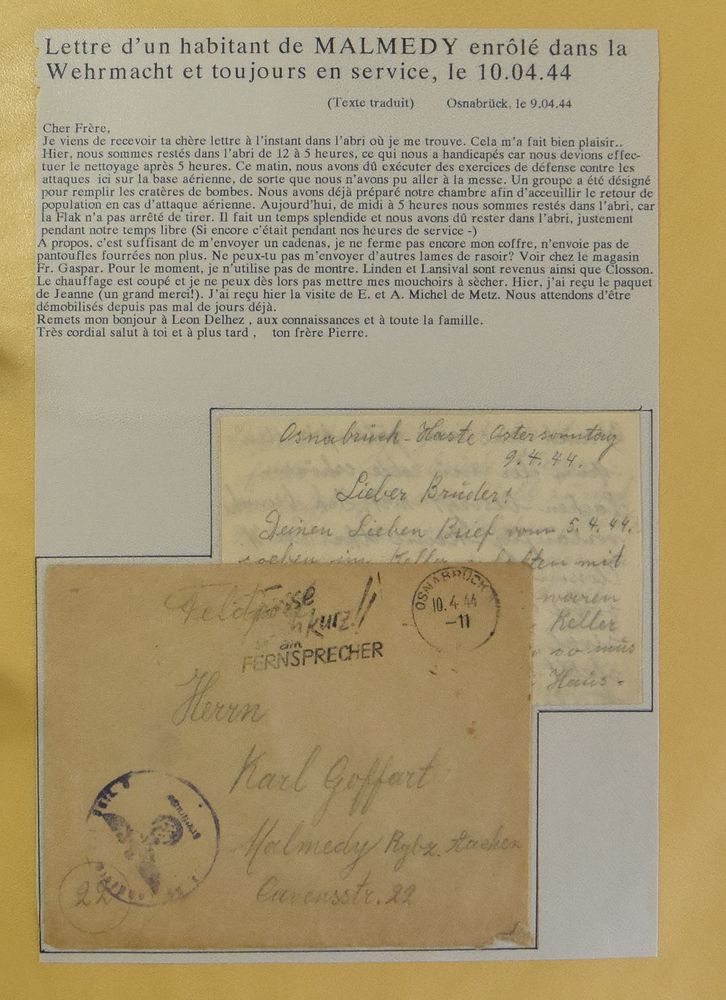 Lettre d'un habitant de MALMEDY enrôlé dans la
Wehrmacht et toujours en service, le 10.04.44
(Texte traduit) Osnabrück, le 9.04.44
Cher Frère,
Je viens de recevoir ta chère lettre à l'instant dans l'abri où je me trouve. Cela m'a fait bien plaisir..
Hier, nous sommes restés dans l'abri de 12 à 5 heures, ce qui nous a handicapés car nous devions effec-
tuer le nettoyage après 5 heures. Ce matin, nous avons dû exécuter des exercices de défense contre les
attaques ici sur la base aérienne, de sorte que nous n'avons pu aller à la messe. Un groupe a été désigné
pour remplir les cratères de bombes. Nous avons déjà préparé notre chambre afin d'acceuillir le retour de
population en cas d'attaque aérienne. Aujourd'hui, de midi à 5 heures nous sommes restés dans l'abri, car
la Flak n'a pas arrêté de tirer. Il fait un temps splendide et nous avons dû rester dans l'abri, justement
pendant notre temps libre (Si encore c'était pendant nos heures de service -)
A propos, c'est suffisant de m'envoyer un cadenas, je ne ferme pas encore mon coffre, n'envoie pas de
pantoufles fourrées non plus. Ne peux-tu pas m'envoyer d'autres lames de rasoir? Voir chez le magasin
Fr. Gaspar. Pour le moment, je n'utilise pas de montre. Linden et Lansival sont revenus ainsi que Closson.
Le chauffage est coupé et je ne peux dès lors pas mettre mes mouchoirs à sècher. Hier, j'ai reçu le paquet
de Jeanne (un grand merci!). J'ai reçu hier la visite de E. et A. Michel de Metz. Nous attendons d'être
démobilisés depuis pas mal de jours déjà.
Remets mon bonjour à Leon Delhez , aux connaissances et à toute la famille.
Très cordial salut à toi et à plus tard , ton frère Pierre.
Osnabrück-Haste Ostersonntag
9.4.44.
Lieber Bruder!
Deinen Lieben Brief vom 5.4.44.
soeben im Keller erhalten mit
waren
Keller
so muss
Haus-
Feldpost
kurz!
am
FERNSPRECHER
OSNABRÜCK
10.4.44
-11
Herrn
Karl Goffart
Malmedy Rgbz. Aachen
Cavensstr. 22
22